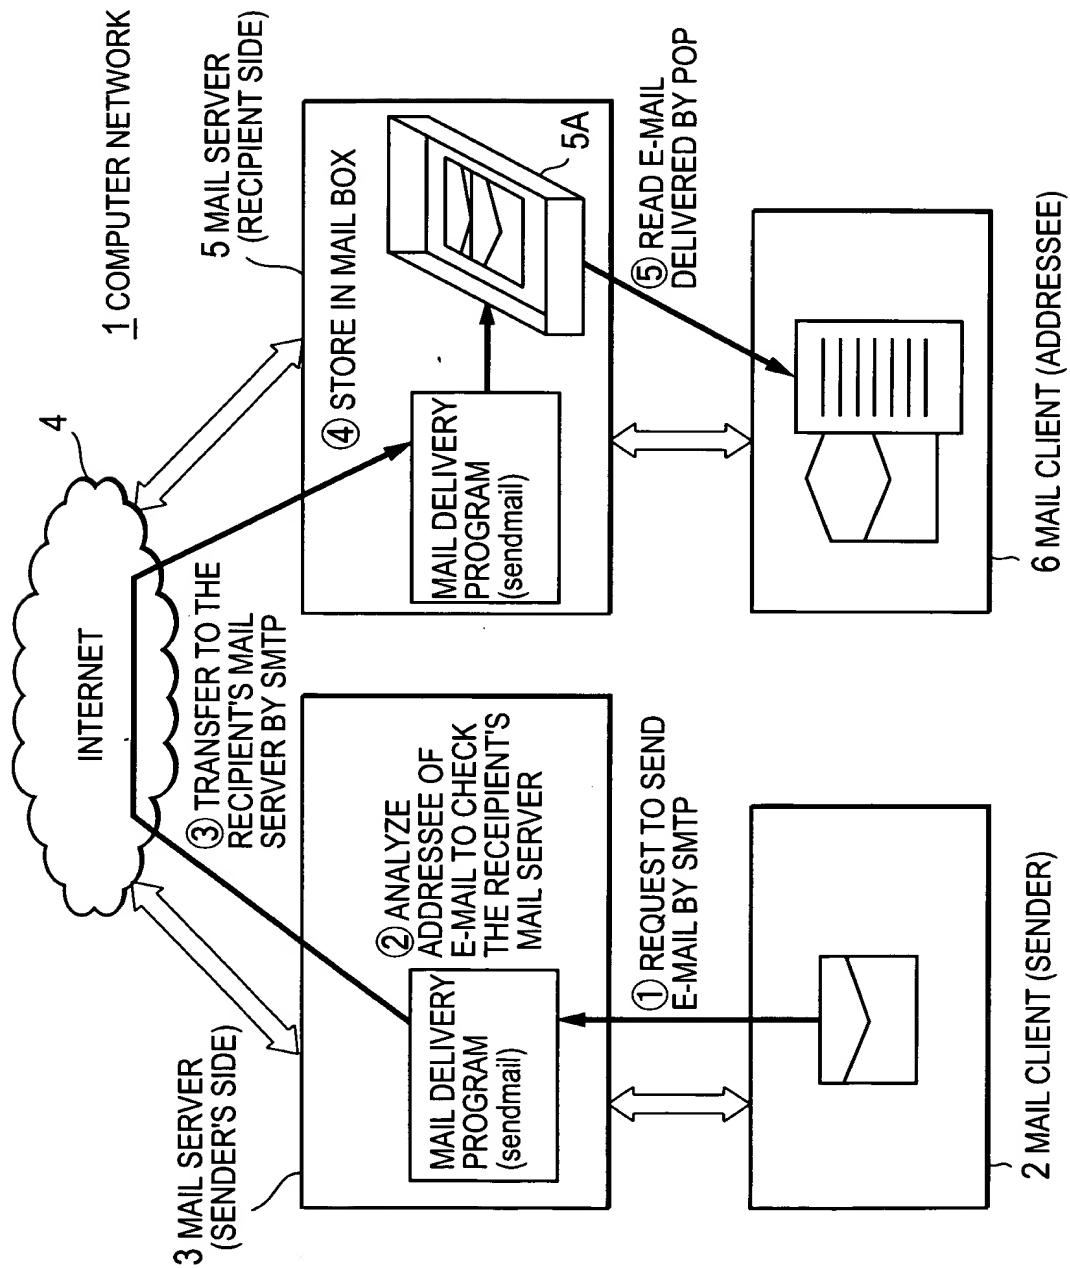 1 COMPUTER NETWORK
4
INTERNET
3 MAIL SERVER
(SENDER'S SIDE)
5 MAIL SERVER
(RECIPIENT SIDE)
③ TRANSFER TO THE
RECIPIENT'S MAIL
SERVER BY SMTP
② ANALYZE
ADDRESSEE OF
E-MAIL TO CHECK
THE RECEIPIENT'S
MAIL SERVER
MAIL DELIVERY
PROGRAM
(sendmail)
④ STORE IN MAIL BOX
MAIL DELIVERY
PROGRAM
(sendmail)
5A
① REQUEST TO SEND
E-MAIL BY SMTP
⑤ READ E-MAIL
DELIVERED BY POP
2 MAIL CLIENT (SENDER)
6 MAIL CLIENT (ADDRESSEE)